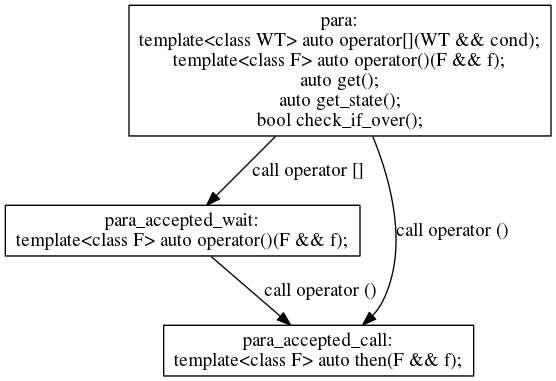 para:
template<class WT> auto operator[](WT && cond);
template<class F> auto operator()(F && f);
auto get();
auto get_state();
bool check_if_over();
call operator []
para_accepted_wait:
template<class F> auto operator()(F && f);
call operator ()
call operator ()
para_accepted_call:
template<class F> auto then(F && f);